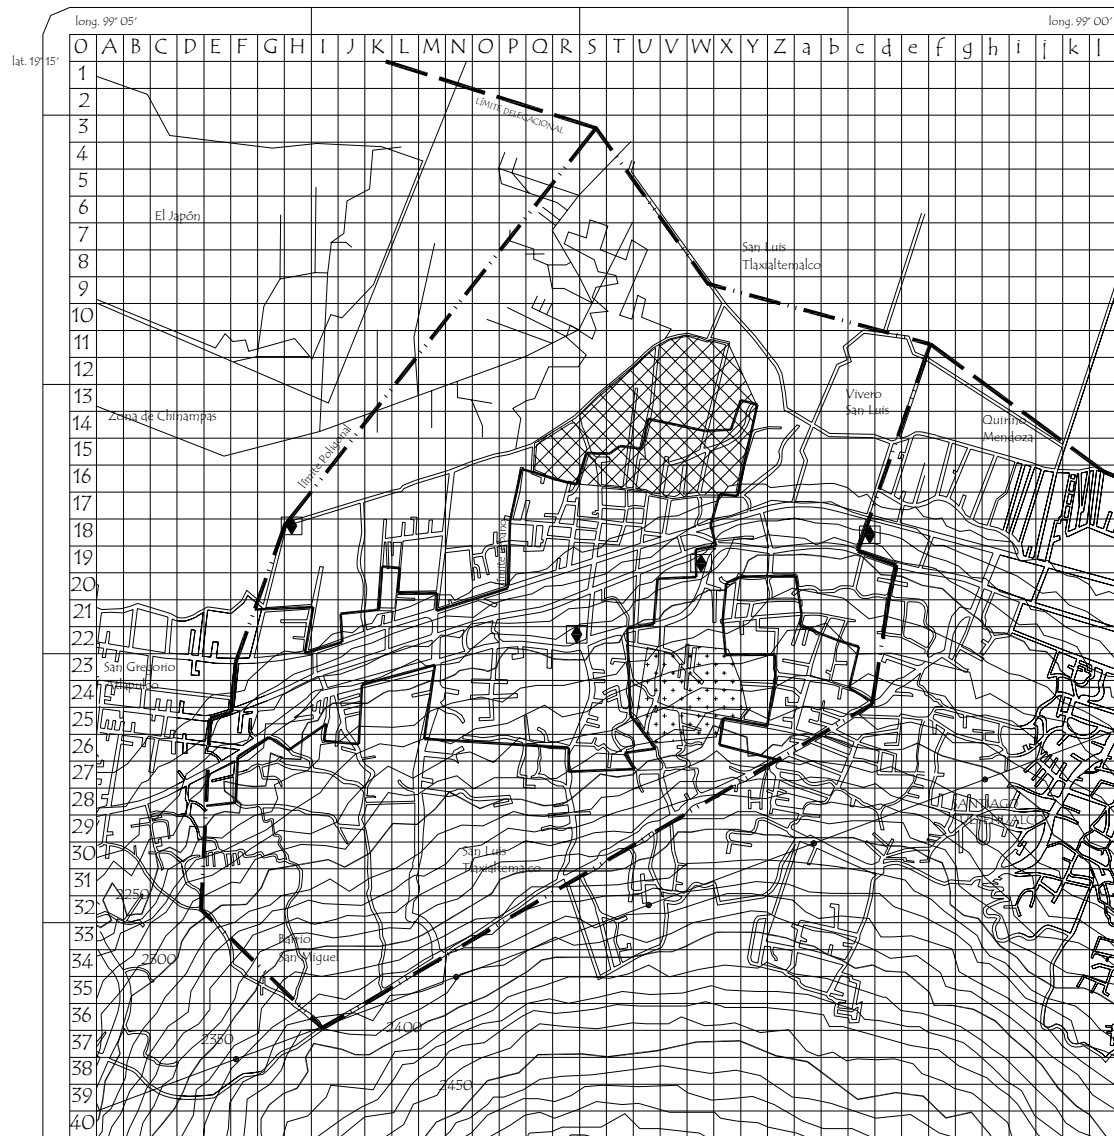 long. 99° 05'
long. 99° 00'
O A B C D E F G H I J K L M N O P Q R S T U V W X Y Z a b c d e f g h i j k l
lat. 19° 15'
1
2
LÍMITE DELEGACIONAL
3
4
5
6
El Japón
7
San Luis
Tlaxialtemalco
8
9
10
11
12
13
Vivero
San Luis
Zona de Chinampas
14
Quirino
Mendoza
15
límite Poligonal
16
17
18
19
20
21
22
23
San Gregorio
24
25
26
27
28
SANTIAGO
29
30
San Luis
Tlaxialtemalco
31
2250
32
33
Barrio
San Miguel
34
2300
35
36
2400
37
2350
38
39
2450
40